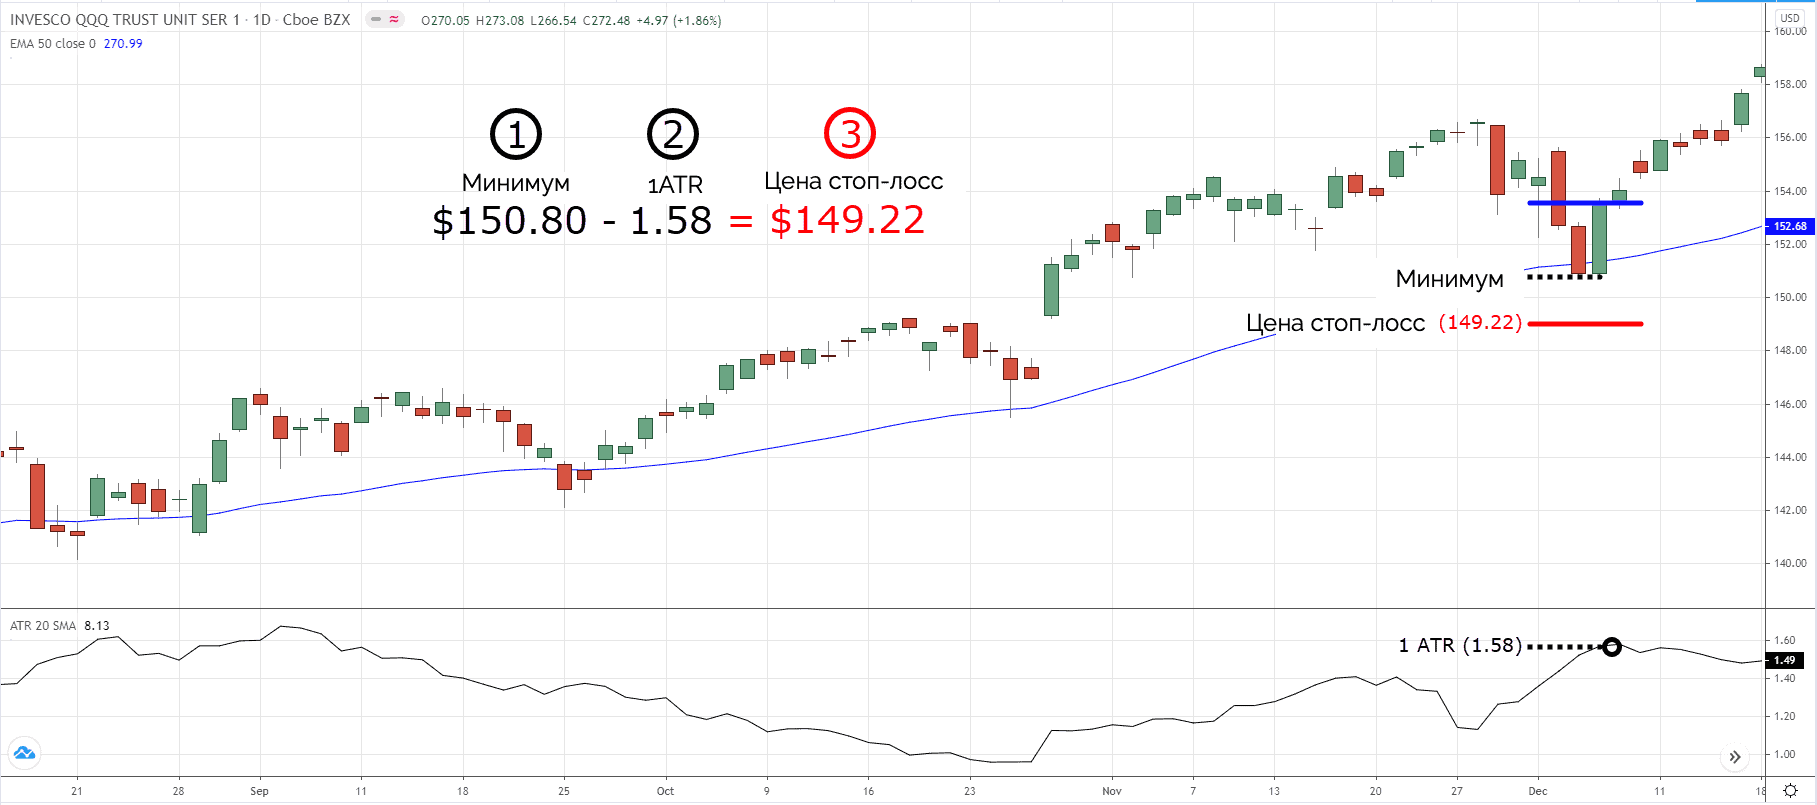 INVESCO QQQ TRUST UNIT SER 1 · 1D · Cboe BZX O270.05 H273.08 L266.54 C272.48 +4.97 (+1.86%)
EMA 50 close 0 270.99
USD
160.00
158.00
156.00
154.00
152.68
152.00
150.00
148.00
146.00
144.00
142.00
140.00
1 2 3
Минимум 1ATR Цена стоп-лосс
$150.80 - 1.58 = $149.22
Минимум
Цена стоп-лосс (149.22)
ATR 20 SMA 8.13
1 ATR (1.58)
1.60
1.49
1.40
1.20
1.00
21 28 Sep 11 18 25 Oct 9 16 23 Nov 7 13 20 27 Dec 11 18